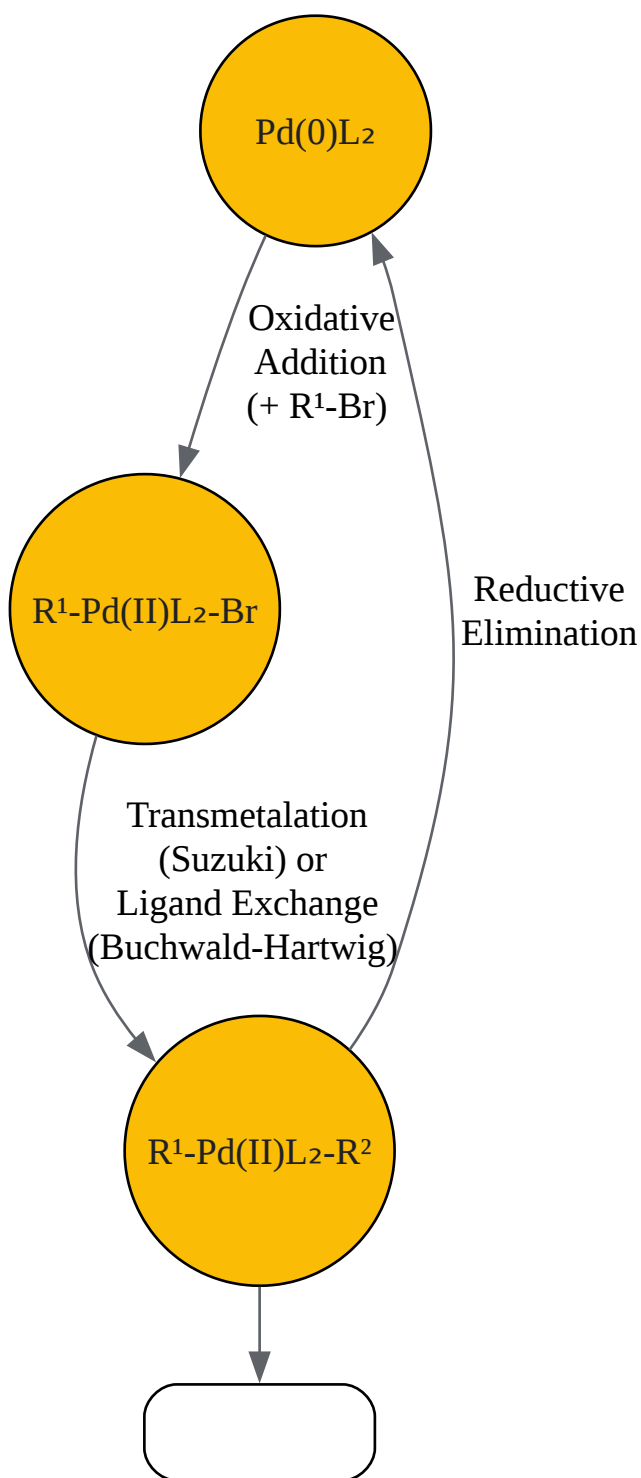 Pd(0)L₂
Oxidative
Addition
(+ R¹-Br)
R¹-Pd(II)L₂-Br
Reductive
Elimination
Transmetalation
(Suzuki) or
Ligand Exchange
(Buchwald-Hartwig)
R¹-Pd(II)L₂-R²